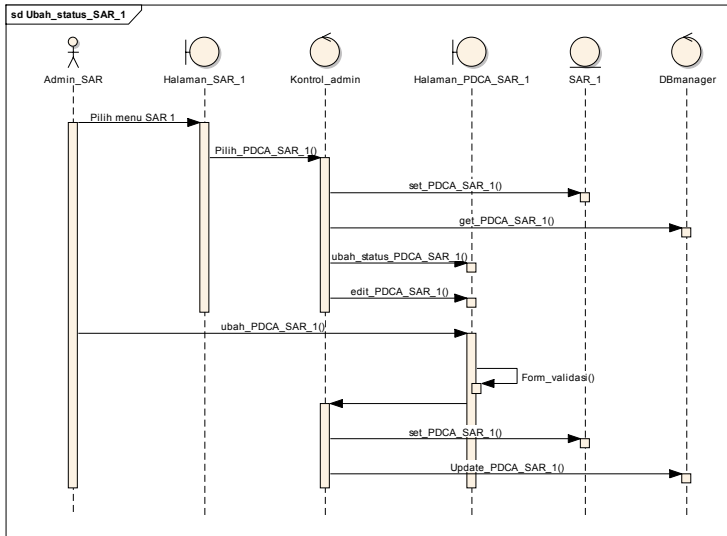 sd Ubah_status_SAR_1
Admin_SAR
Halaman_SAR_1
Kontrol_admin
Halaman_PDCA_SAR_1
SAR_1
DBmanager
Pilih menu SAR 1
Pilih_PDCA_SAR_1()
set_PDCA_SAR_1()
get_PDCA_SAR_1()
ubah_status_PDCA_SAR_1()
edit_PDCA_SAR_1()
ubah_PDCA_SAR_1()
Form_validasi()
set_PDCA_SAR_1()
Update_PDCA_SAR_1()